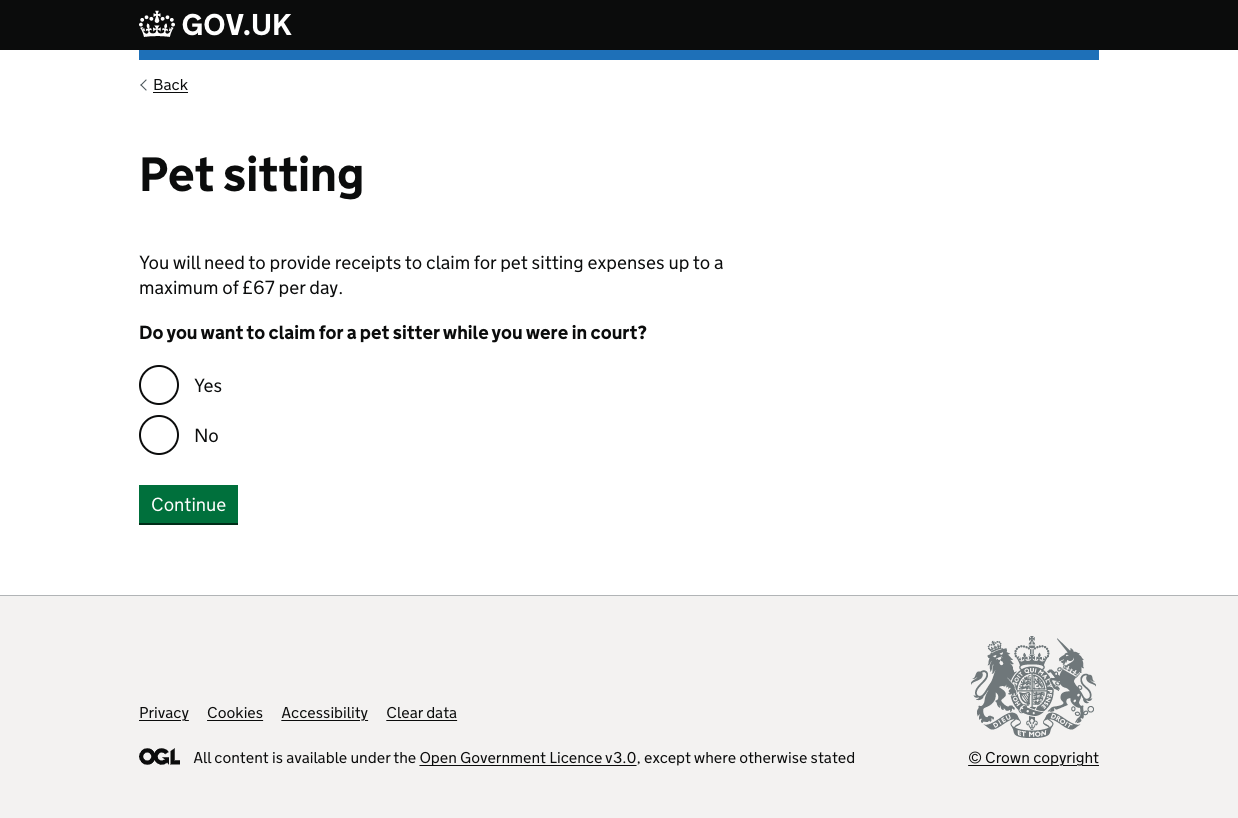 GOV.UK
Back
Pet sitting
You will need to provide receipts to claim for pet sitting expenses up to a
maximum of £67 per day.
Do you want to claim for a pet sitter while you were in court?
Yes
No
Continue
Privacy Cookies Accessibility Clear data
OGL All content is available under the Open Government Licence v3.0, except where otherwise stated
DIEU ET MON DROIT
© Crown copyright